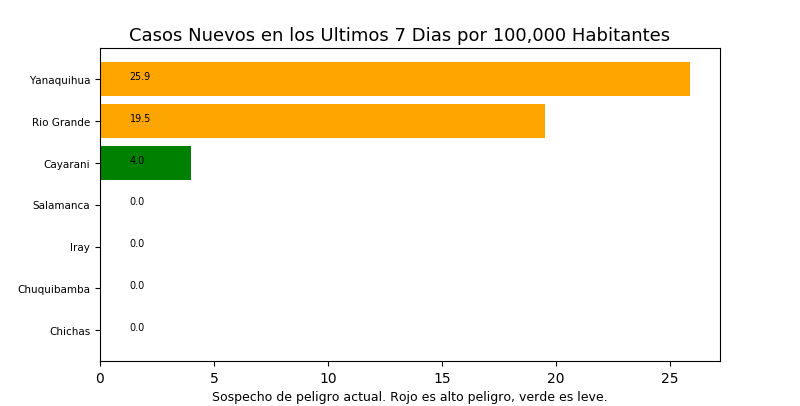 Casos Nuevos en los Ultimos 7 Dias por 100,000 Habitantes
Yanaquihua 25.9
Rio Grande 19.5
Cayarani 4.0
Salamanca 0.0
Iray 0.0
Chuquibamba 0.0
Chichas 0.0
0 5 10 15 20 25
Sospecho de peligro actual. Rojo es alto peligro, verde es leve.